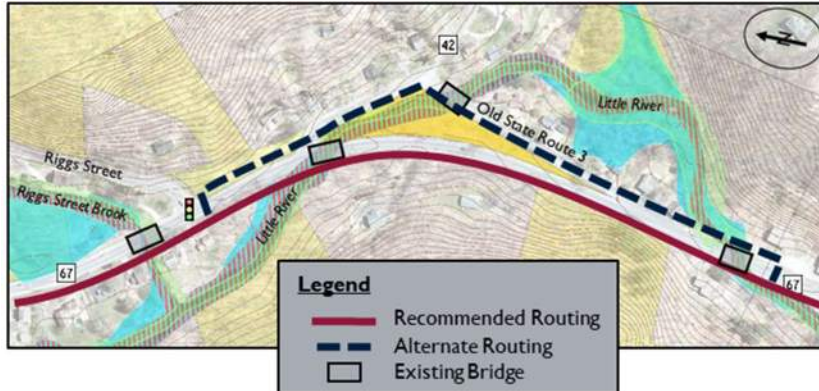 42
N
Little River
Old State Route 3
Riggs Street
Riggs Street Brook
Little River
67
67
Legend
Recommended Routing
Alternate Routing
Existing Bridge